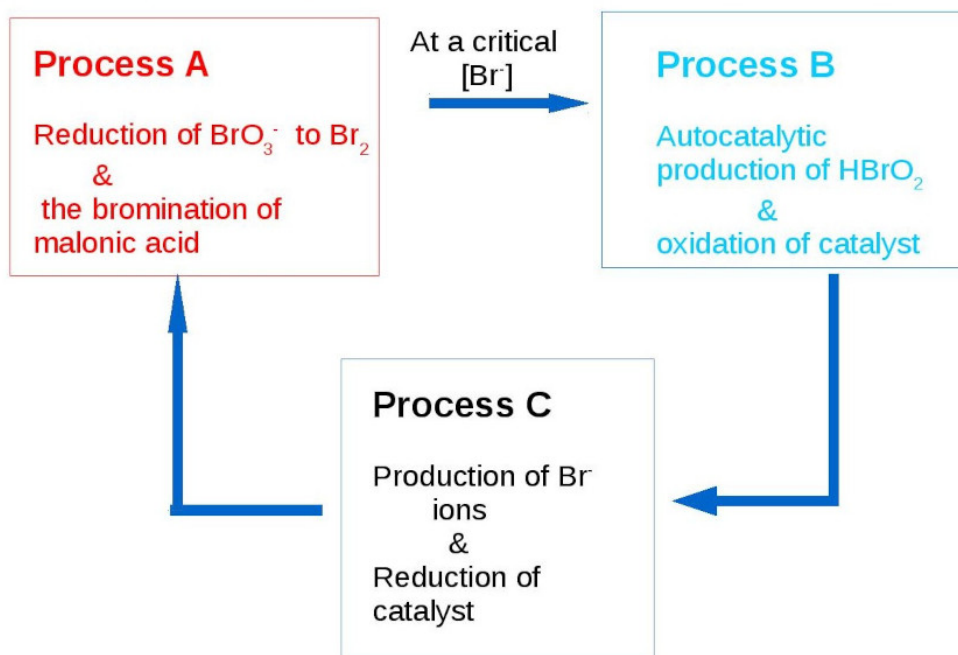 Process A
Reduction of BrO₃⁻ to Br₂
&
the bromination of
malonic acid
At a critical
[Br⁻]
Process B
Autocatalytic
production of HBrO₂
&
oxidation of catalyst
Process C
Production of Br⁻
ions
&
Reduction of
catalyst